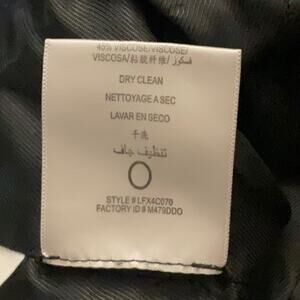 45% VISCOSE/VISCOSE/
VISCOSA/粘胶纤维/ فسكوز/
DRY CLEAN
NETTOYAGE A SEC
LAVAR EN SECO
干洗
تنظيف جاف
STYLE # LFX4C070
FACTORY ID # M479DDO